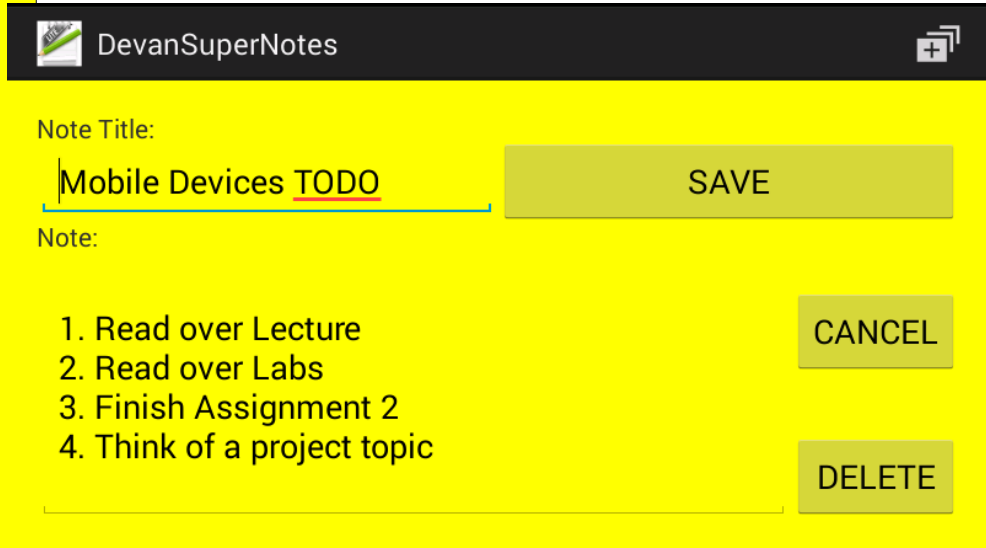 DevanSuperNotes
Note Title:
Mobile Devices TODO
SAVE
Note:
1. Read over Lecture
2. Read over Labs
3. Finish Assignment 2
4. Think of a project topic
CANCEL
DELETE